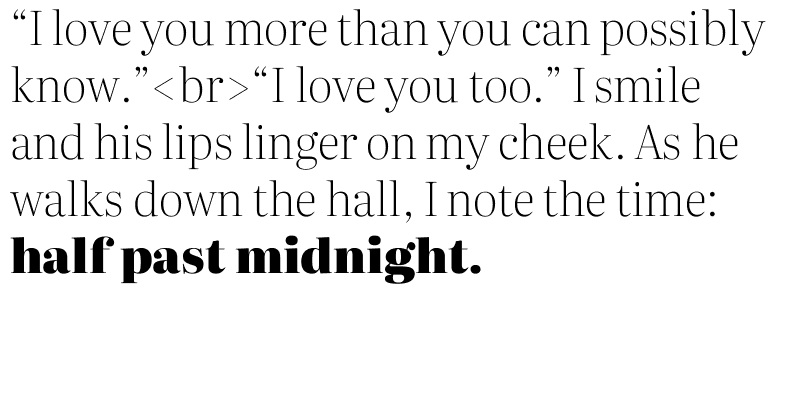 “I love you more than you can possibly
know.”<br>“I love you too.” I smile
and his lips linger on my cheek. As he
walks down the hall, I note the time:
half past midnight.